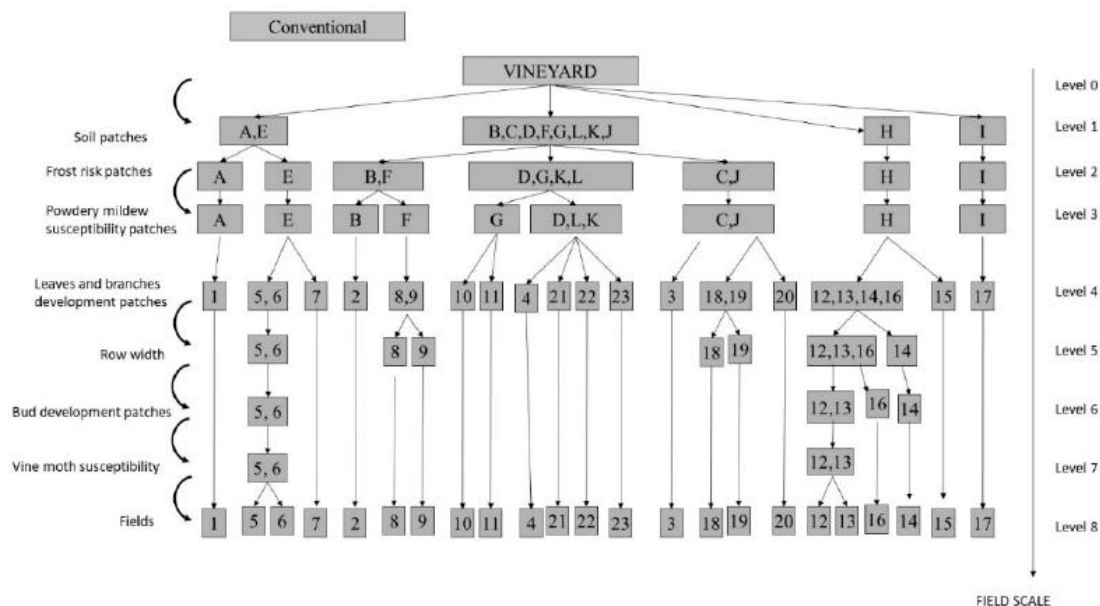 Conventional
VINEYARD
Level 0
Soil patches
A,E
B,C,D,F,G,L,K,J
H
I
Level 1
Frost risk patches
A
E
B,F
D,G,K,L
C,J
H
I
Level 2
Powdery mildew
susceptibility patches
A
E
B
F
G
D,L,K
C,J
H
I
Level 3
Leaves and branches
development patches
1
5, 6
7
2
8,9
10
11
4
21
22
23
3
18,19
20
12,13,14,16
15
17
Level 4
Row width
5, 6
8
9
18
19
12,13,16
14
Level 5
Bud development patches
5, 6
12,13
16
14
Level 6
Vine moth susceptibility
5, 6
12,13
Level 7
Fields
1
5
6
7
2
8
9
10
11
4
21
22
23
3
18
19
20
12
13
16
14
15
17
Level 8
FIELD SCALE